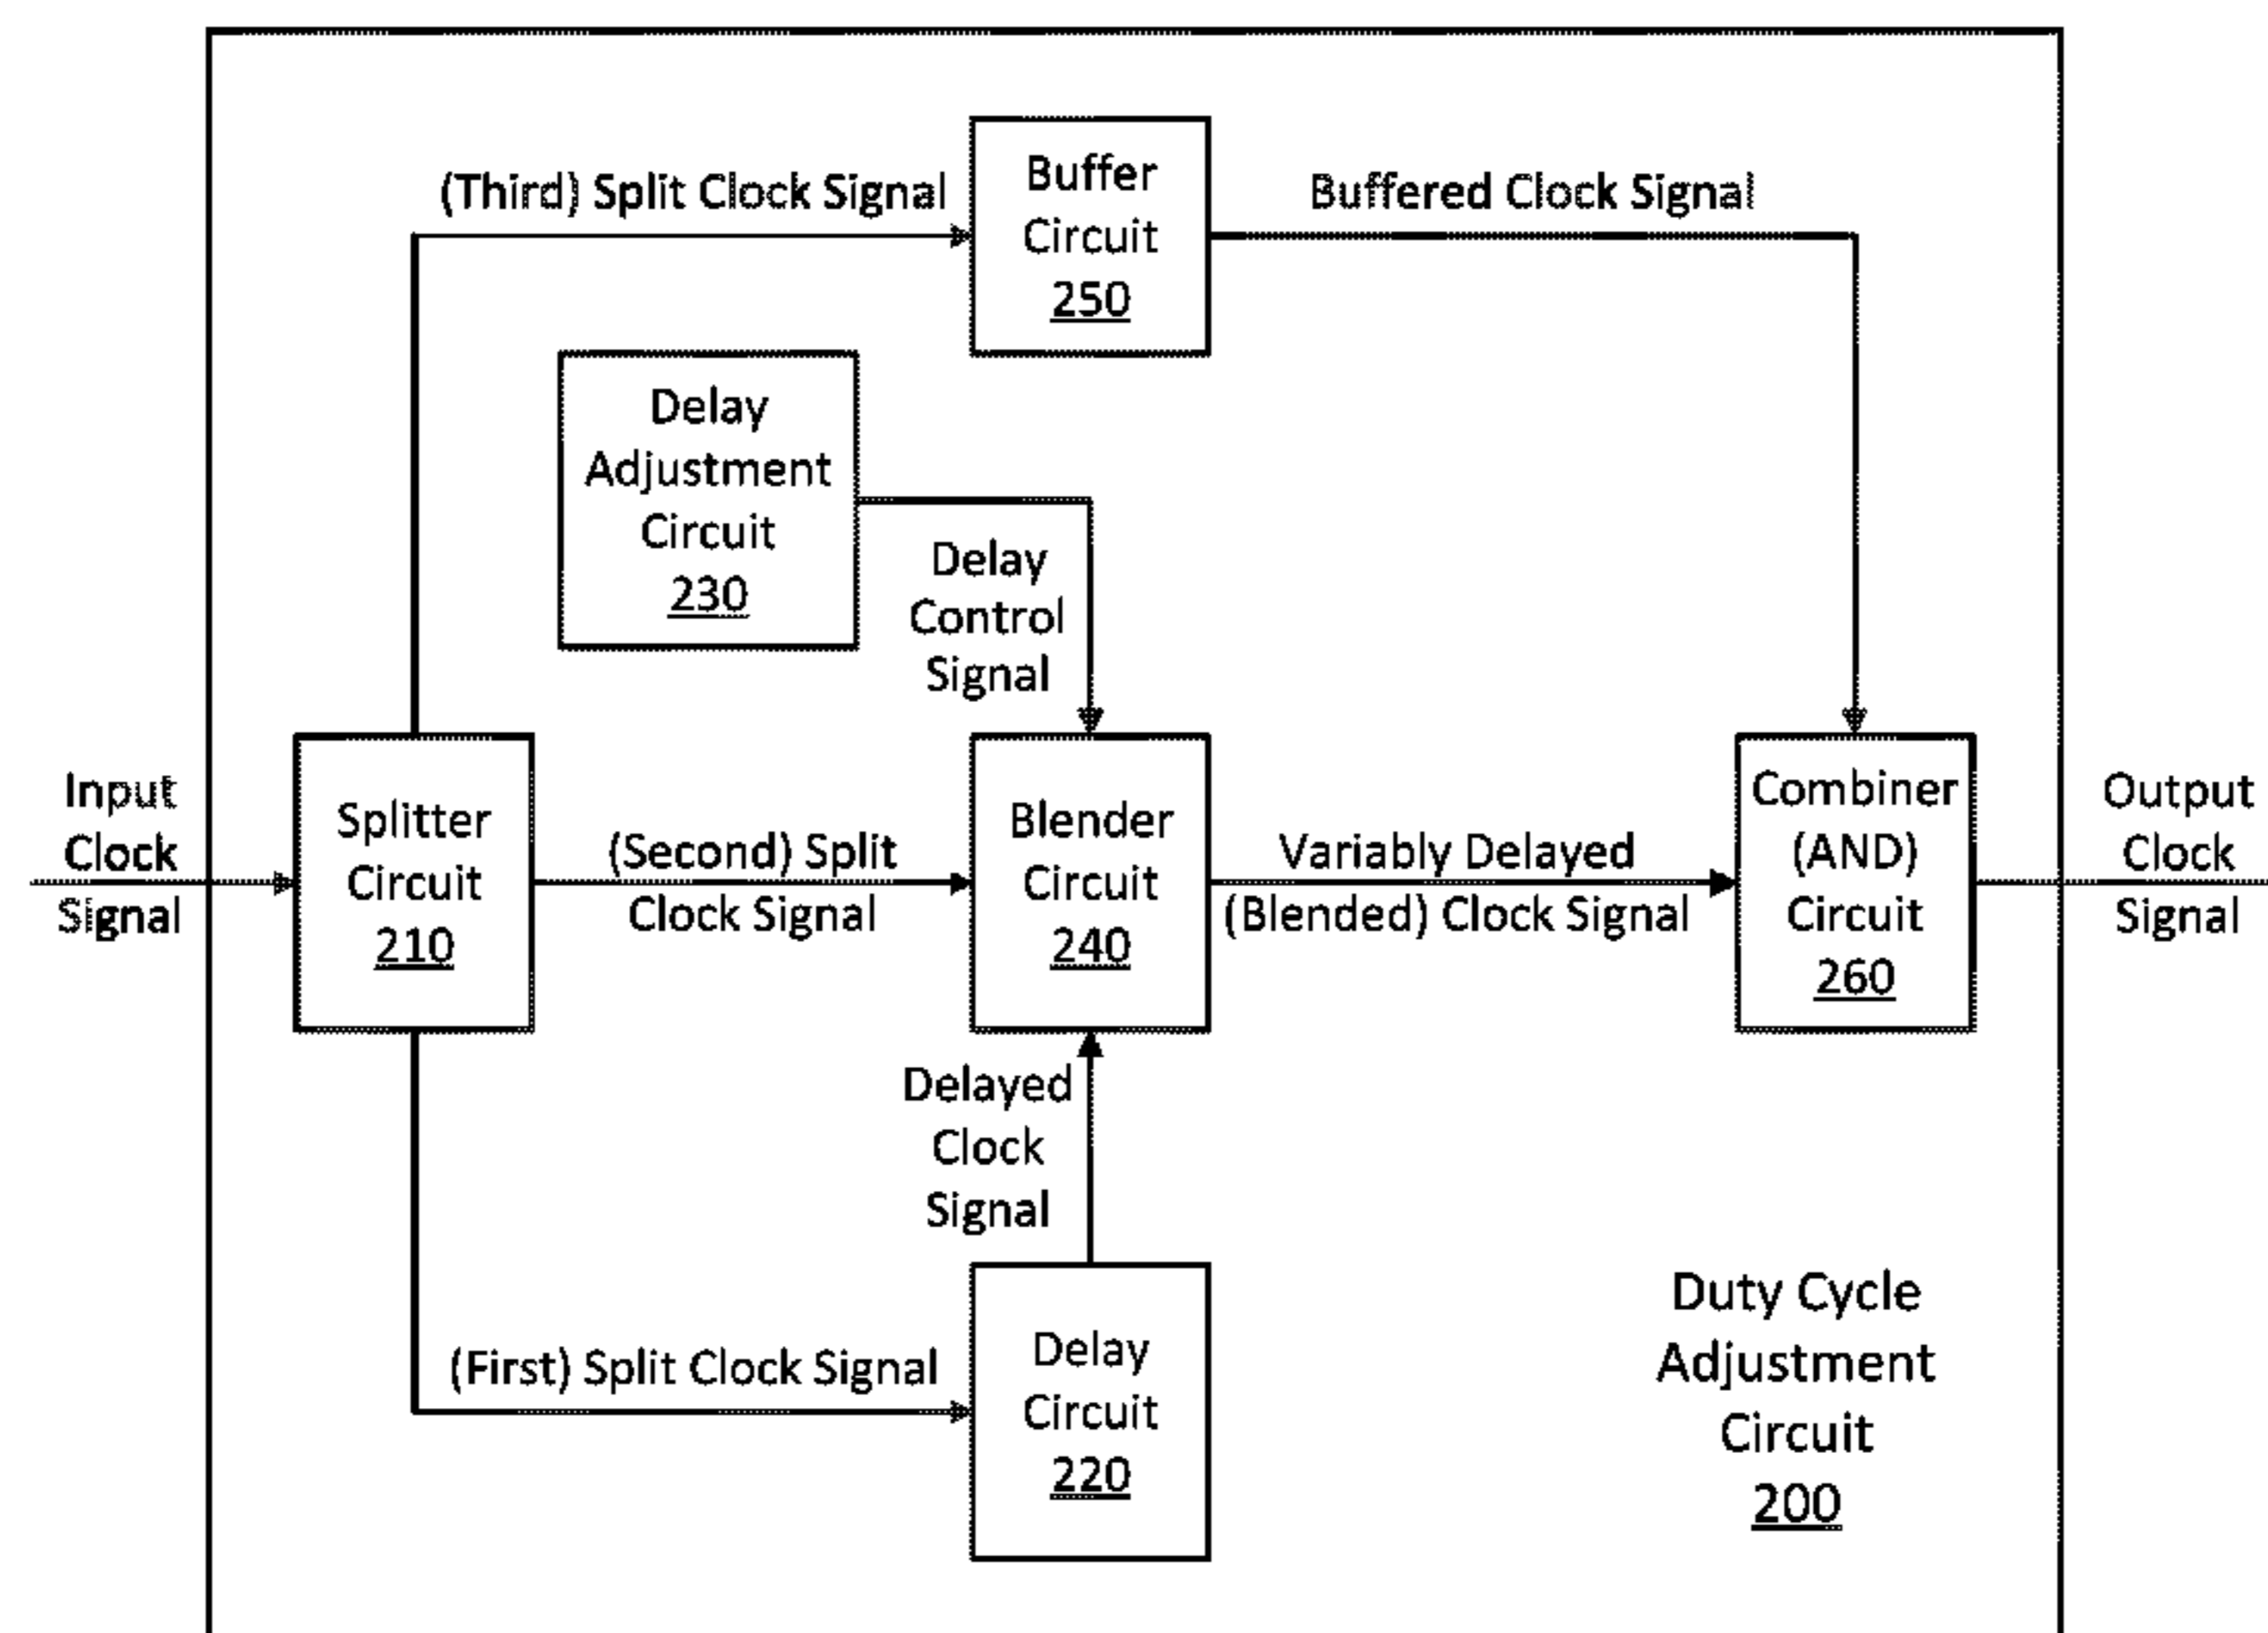 (Third) Split Clock Signal
Buffer
Circuit
250
Buffered Clock Signal
Delay
Adjustment
Circuit
230
Delay
Control
Signal
Input
Clock
Signal
Splitter
Circuit
210
(Second) Split
Clock Signal
Blender
Circuit
240
Variably Delayed
(Blended) Clock Signal
Combiner
(AND)
Circuit
260
Output
Clock
Signal
Delayed
Clock
Signal
(First) Split Clock Signal
Delay
Circuit
220
Duty Cycle
Adjustment
Circuit
200